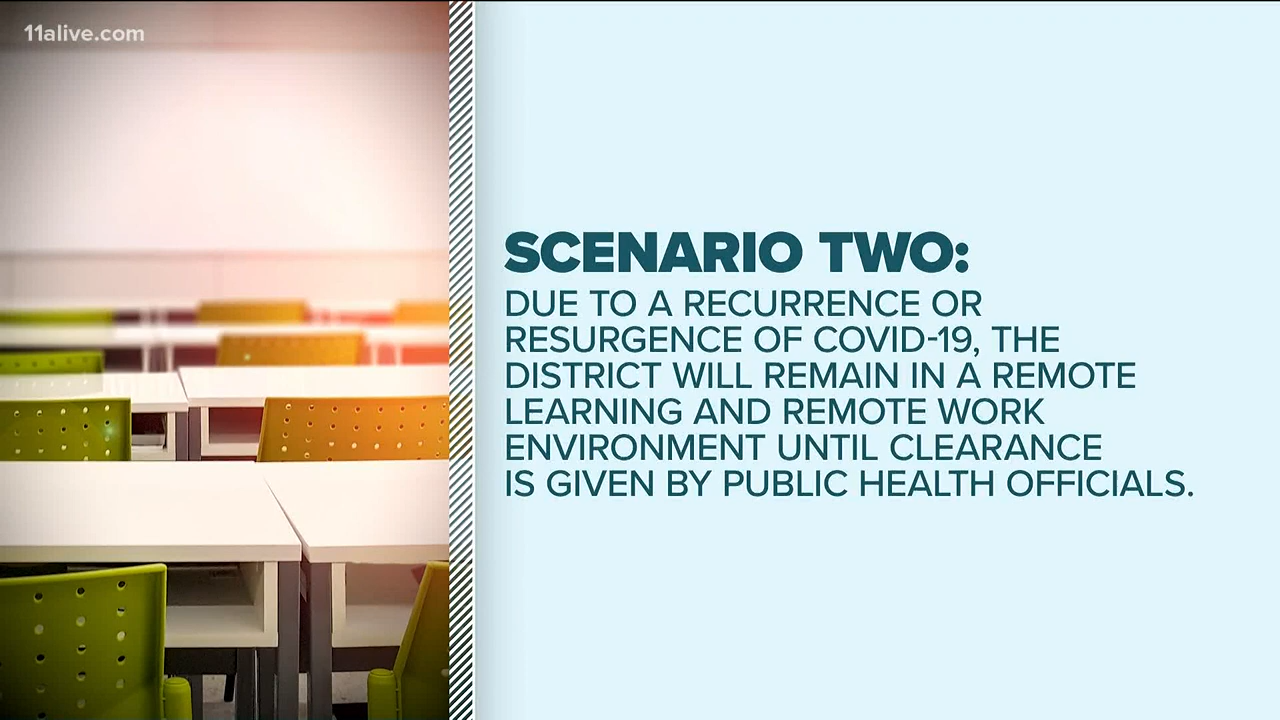 11alive.com
SCENARIO TWO:
DUE TO A RECURRENCE OR
RESURGENCE OF COVID-19, THE
DISTRICT WILL REMAIN IN A REMOTE
LEARNING AND REMOTE WORK
ENVIRONMENT UNTIL CLEARANCE
IS GIVEN BY PUBLIC HEALTH OFFICIALS.